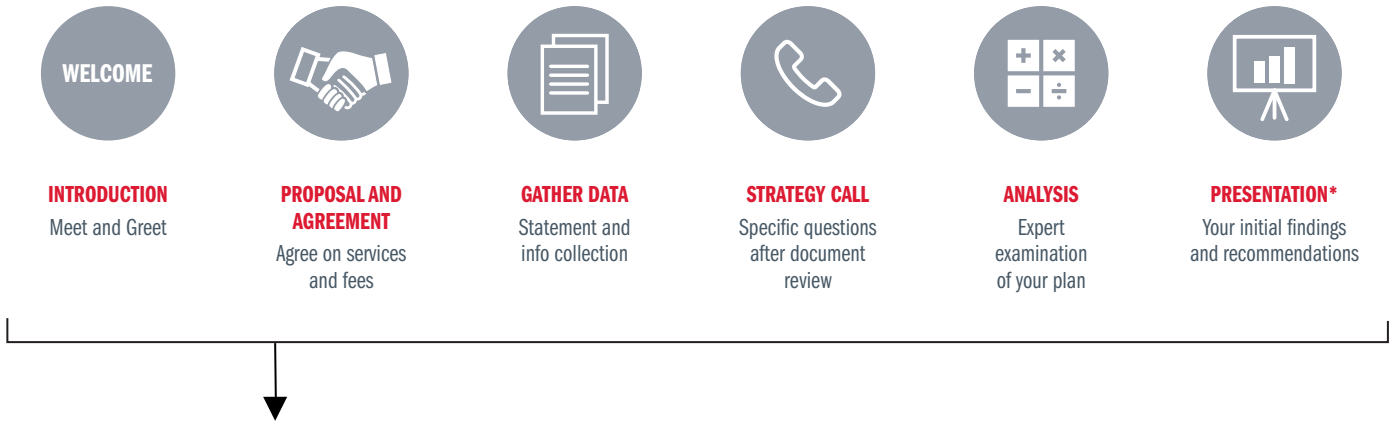 WELCOME
INTRODUCTION
Meet and Greet
PROPOSAL AND
AGREEMENT
Agree on services
and fees
GATHER DATA
Statement and
info collection
STRATEGY CALL
Specific questions
after document
review
ANALYSIS
Expert
examination
of your plan
PRESENTATION*
Your initial findings
and recommendations